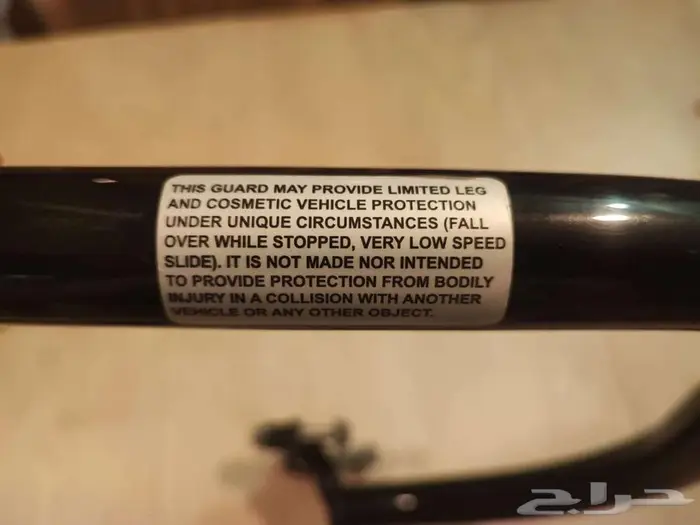 THIS GUARD MAY PROVIDE LIMITED LEG
AND COSMETIC VEHICLE PROTECTION
UNDER UNIQUE CIRCUMSTANCES (FALL
OVER WHILE STOPPED, VERY LOW SPEED
SLIDE). IT IS NOT MADE NOR INTENDED
TO PROVIDE PROTECTION FROM BODILY
INJURY IN A COLLISION WITH ANOTHER
VEHICLE OR ANY OTHER OBJECT.
حراج